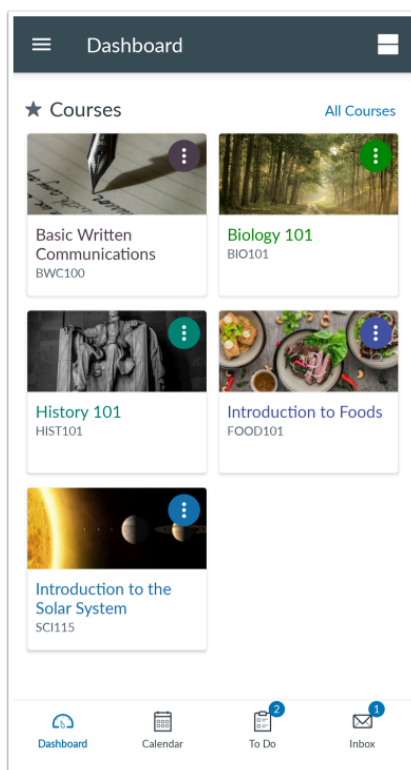 Dashboard
Courses
All Courses
Basic Written
Communications
BWC100
Biology 101
BIO101
History 101
HIST101
Introduction to Foods
FOOD101
Introduction to the
Solar System
SCI115
2
1
Dashboard
Calendar
To Do
Inbox